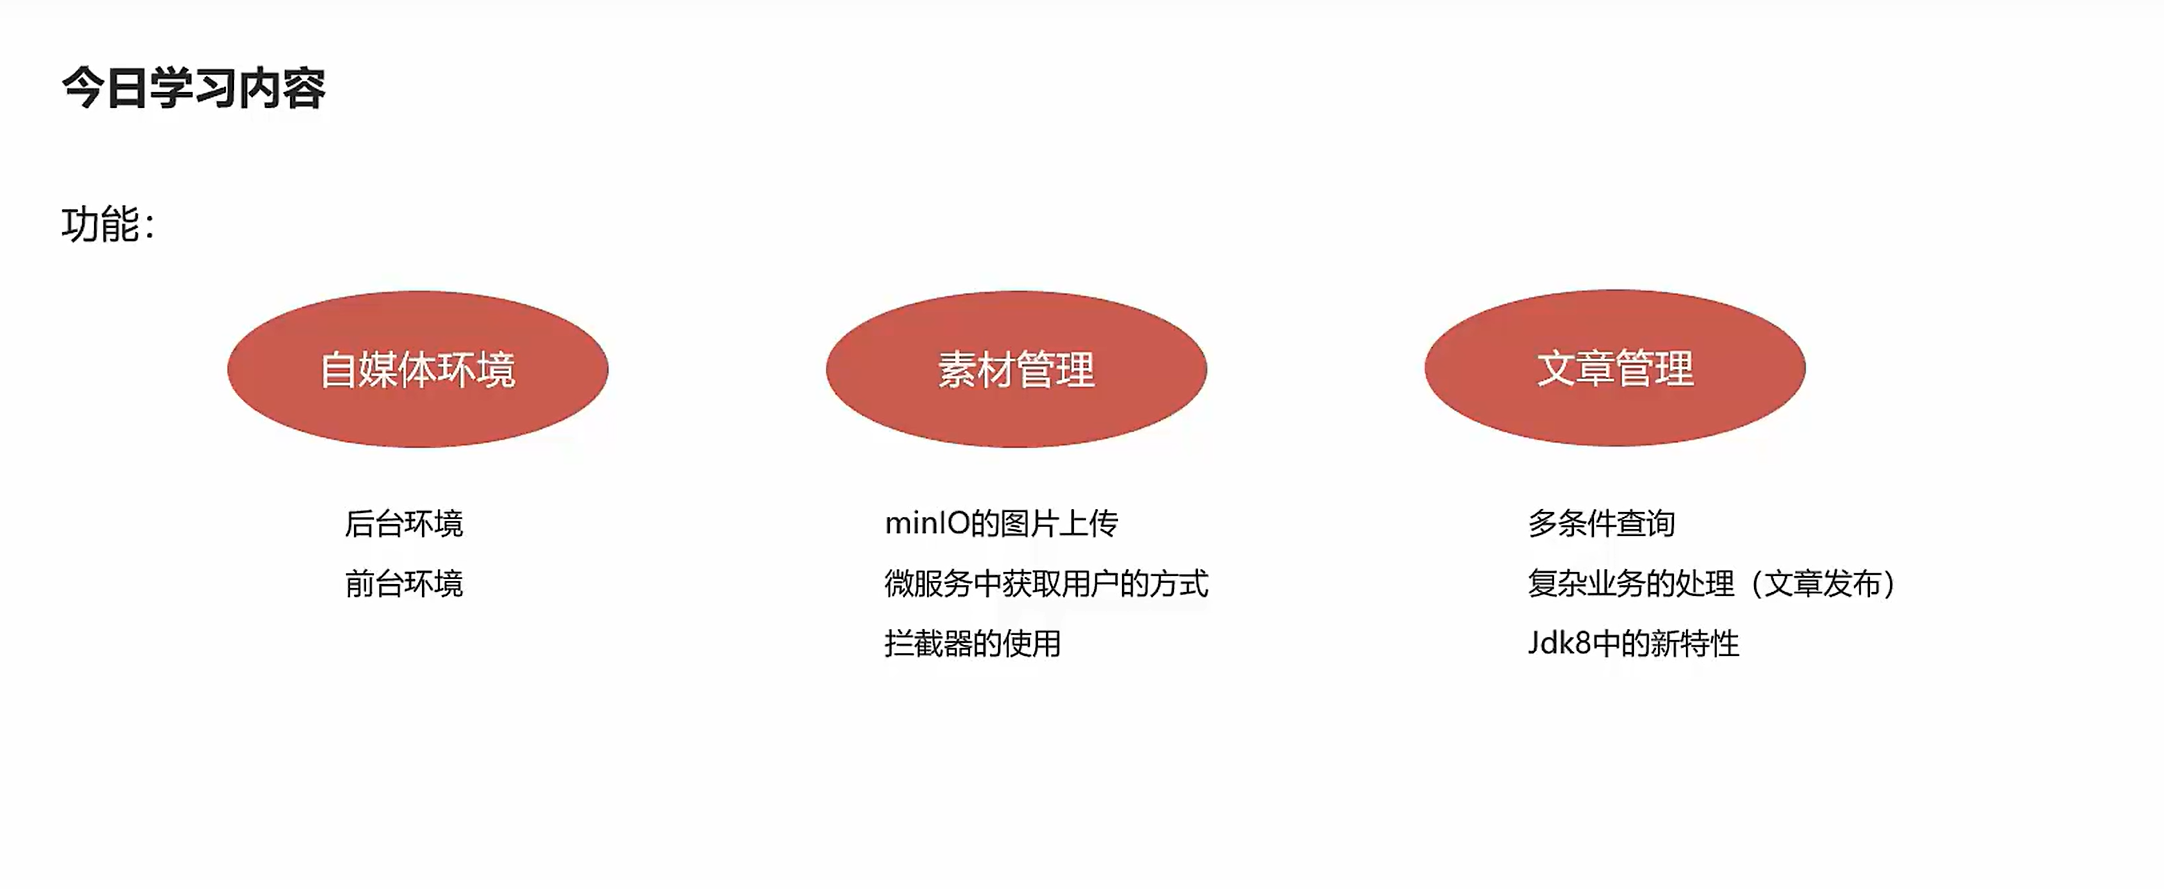 今日学习内容
功能：
自媒体环境
后台环境
前台环境
素材管理
minIO的图片上传
微服务中获取用户的方式
拦截器的使用
文章管理
多条件查询
复杂业务的处理（文章发布）
Jdk8中的新特性